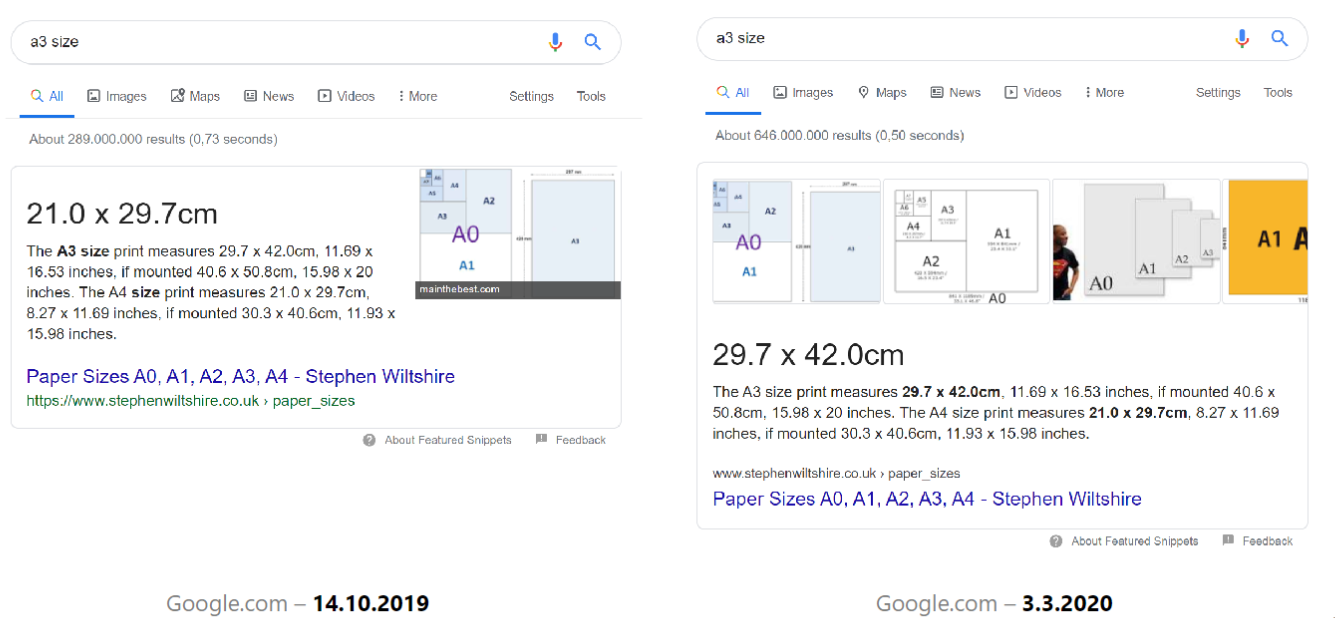 a3 size
All Images Maps News Videos More Settings Tools
About 289.000.000 results (0,73 seconds)
21.0 x 29.7cm
The A3 size print measures 29.7 x 42.0cm, 11.69 x
16.53 inches, if mounted 40.6 x 50.8cm, 15.98 x 20
inches. The A4 size print measures 21.0 x 29.7cm,
8.27 x 11.69 inches, if mounted 30.3 x 40.6cm, 11.93 x
15.98 inches.
A4
A5
A2
A3
A0
A1
297 mm
A3
mainthebest.com
Paper Sizes A0, A1, A2, A3, A4 - Stephen Wiltshire
https://www.stephenwiltshire.co.uk › paper_sizes
About Featured Snippets Feedback
Google.com – 14.10.2019
a3 size
All Images Maps News Videos More Settings Tools
About 646.000.000 results (0,50 seconds)
A4
A2
A3
A0
A1
A3
A5
A6
A3
A4
A1
A2
A0
A0
A1
A2
A3
A1 A
29.7 x 42.0cm
The A3 size print measures 29.7 x 42.0cm, 11.69 x 16.53 inches, if mounted 40.6 x
50.8cm, 15.98 x 20 inches. The A4 size print measures 21.0 x 29.7cm, 8.27 x 11.69
inches, if mounted 30.3 x 40.6cm, 11.93 x 15.98 inches.
www.stephenwiltshire.co.uk › paper_sizes
Paper Sizes A0, A1, A2, A3, A4 - Stephen Wiltshire
About Featured Snippets Feedback
Google.com – 3.3.2020